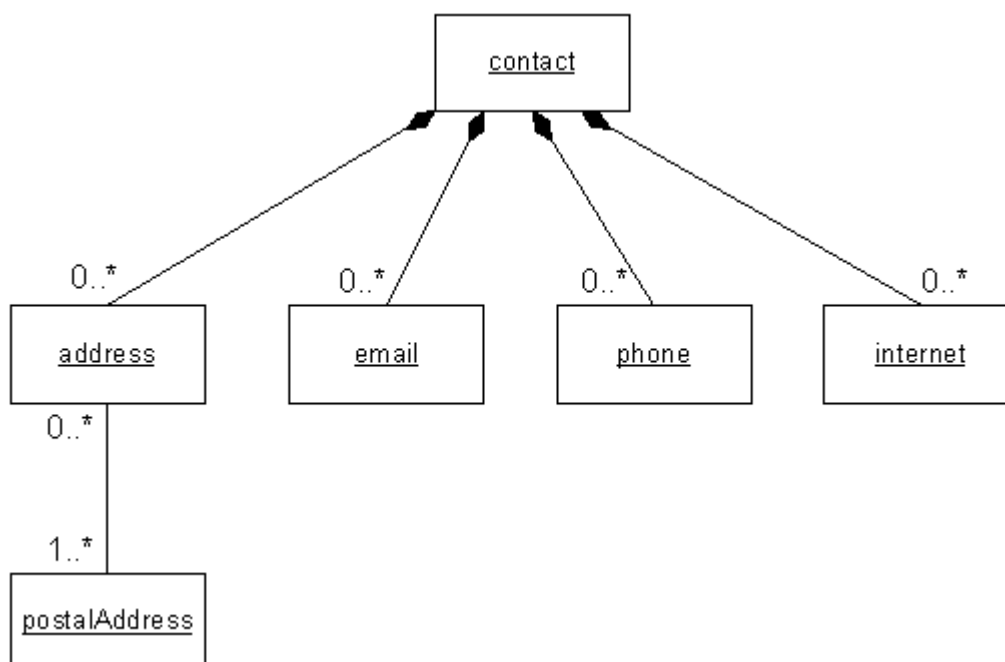 contact
0..*
0..*
0..*
0..*
address
email
phone
internet
0..*
1..*
postalAddress